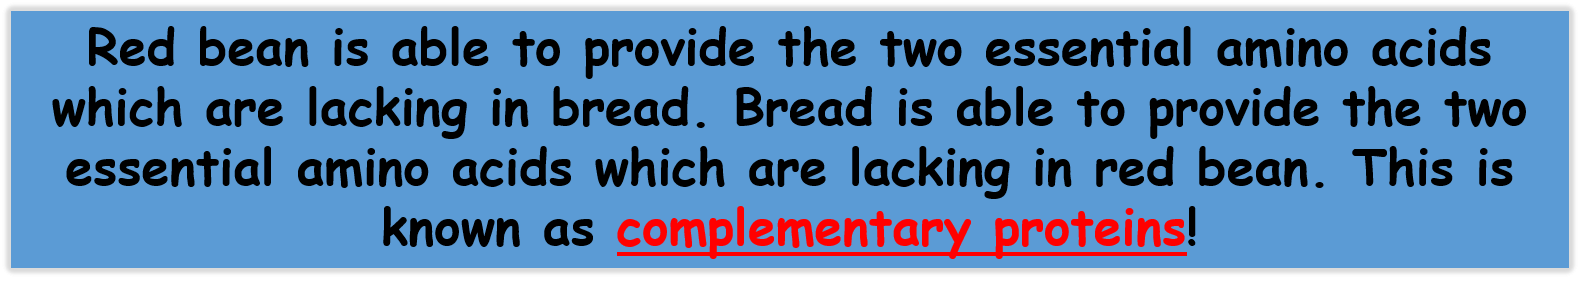 Red bean is able to provide the two essential amino acids
which are lacking in bread. Bread is able to provide the two
essential amino acids which are lacking in red bean. This is
known as complementary proteins!